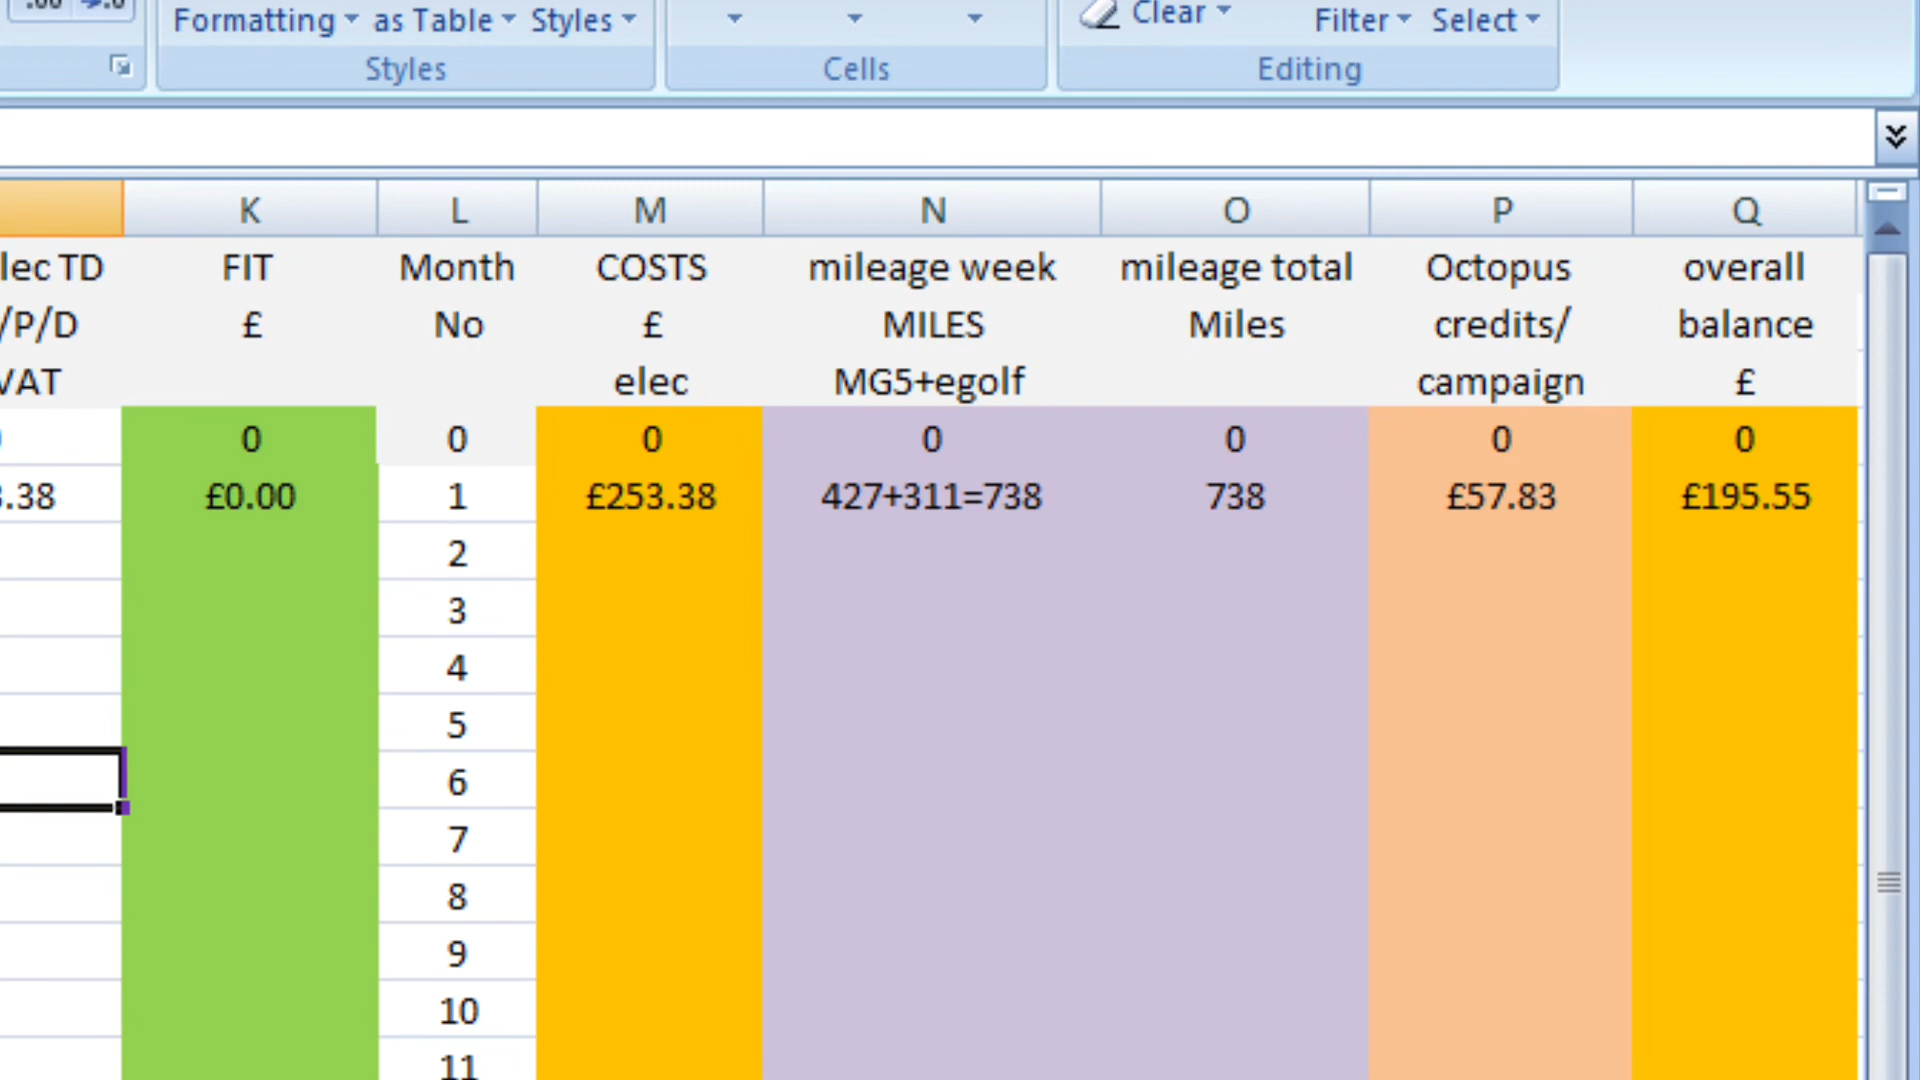 .00 .0
Formatting as Table Styles Clear Filter Select
Styles Cells Editing
K L M N O P Q
lec TD FIT Month COSTS mileage week mileage total Octopus overall
/P/D £ No £ MILES Miles credits/ balance
VAT elec MG5+egolf campaign £
0 0 0 0 0 0 0
.38 £0.00 1 £253.38 427+311=738 738 £57.83 £195.55
2
3
4
5
6
7
8
9
10
11